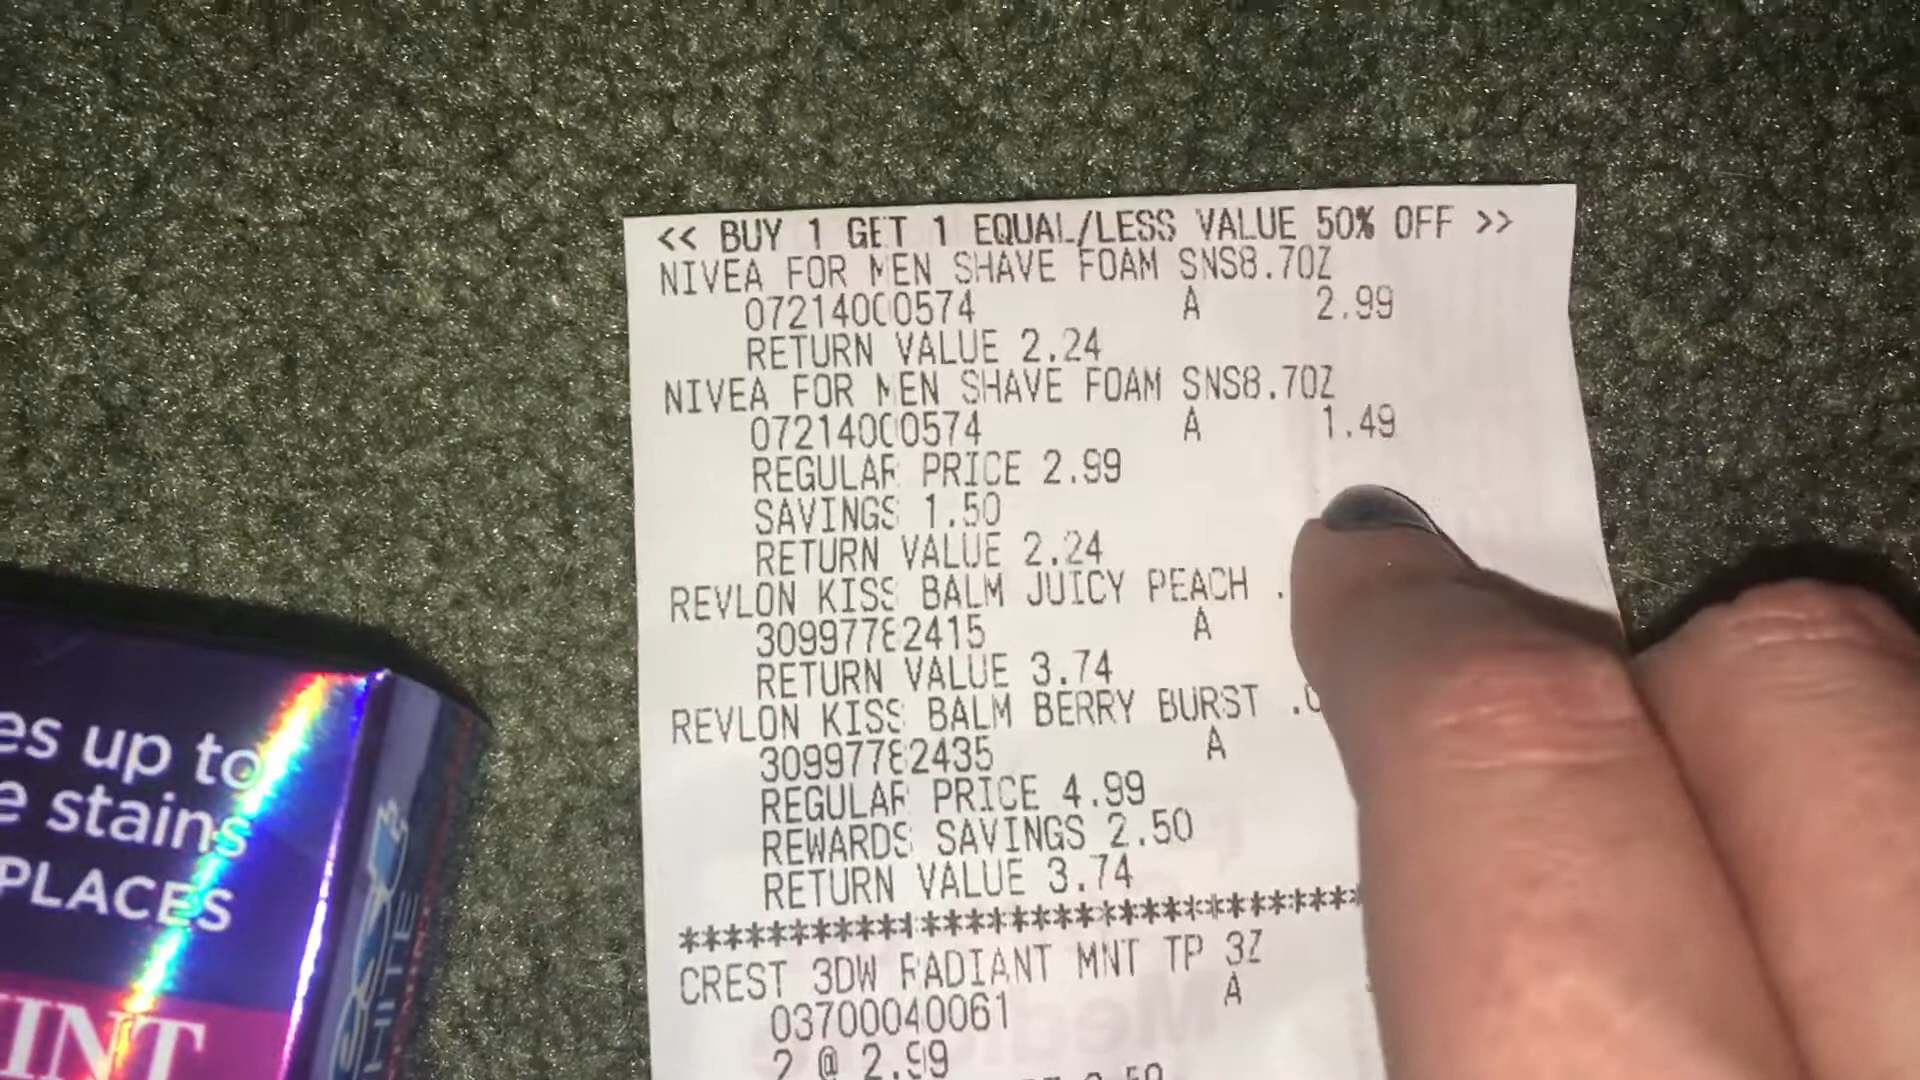 << BUY 1 GET 1 EQUAL/LESS VALUE 50% OFF >>
NIVEA FOR MEN SHAVE FOAM SNS8.7OZ
07214000574 A 2.99
RETURN VALUE 2.24
NIVEA FOR MEN SHAVE FOAM SNS8.7OZ
07214000574 A 1.49
REGULAR PRICE 2.99
SAVINGS 1.50
RETURN VALUE 2.24
REVLON KISS BALM JUICY PEACH .
30997782415 A
RETURN VALUE 3.74
REVLON KISS BALM BERRY BURST .0
30997782435 A
REGULAR PRICE 4.99
REWARDS SAVINGS 2.50
RETURN VALUE 3.74
*************************************
CREST 3DW RADIANT MNT TP 3Z
03700040061 A
2 @ 2.99
es up to
e stains
PLACES
INT
HITE